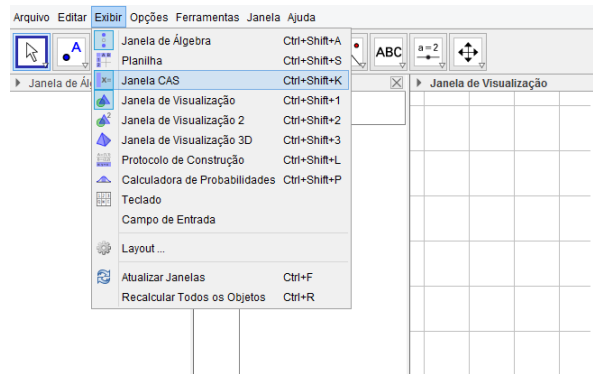 Arquivo Editar Exibir Opções Ferramentas Janela Ajuda
A
ABC
a=2
Janela de Ál
Janela de Visualização
Janela de Álgebra Ctrl+Shift+A
Planilha Ctrl+Shift+S
Janela CAS Ctrl+Shift+K
Janela de Visualização Ctrl+Shift+1
Janela de Visualização 2 Ctrl+Shift+2
Janela de Visualização 3D Ctrl+Shift+3
Protocolo de Construção Ctrl+Shift+L
Calculadora de Probabilidades Ctrl+Shift+P
Teclado
Campo de Entrada
Layout ...
Atualizar Janelas Ctrl+F
Recalcular Todos os Objetos Ctrl+R